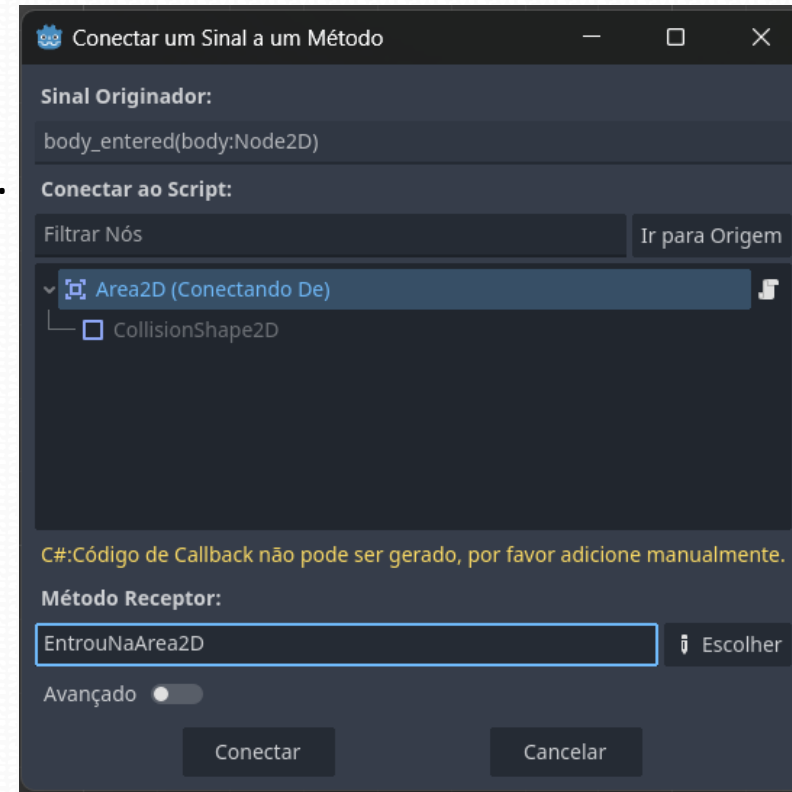 Conectar um Sinal a um Método
Sinal Originador:
body_entered(body:Node2D)
Conectar ao Script:
Filtrar Nós
Ir para Origem
Area2D (Conectando De)
CollisionShape2D
C#:Código de Callback não pode ser gerado, por favor adicione manualmente.
Método Receptor:
EntrouNaArea2D
Escolher
Avançado
Conectar
Cancelar